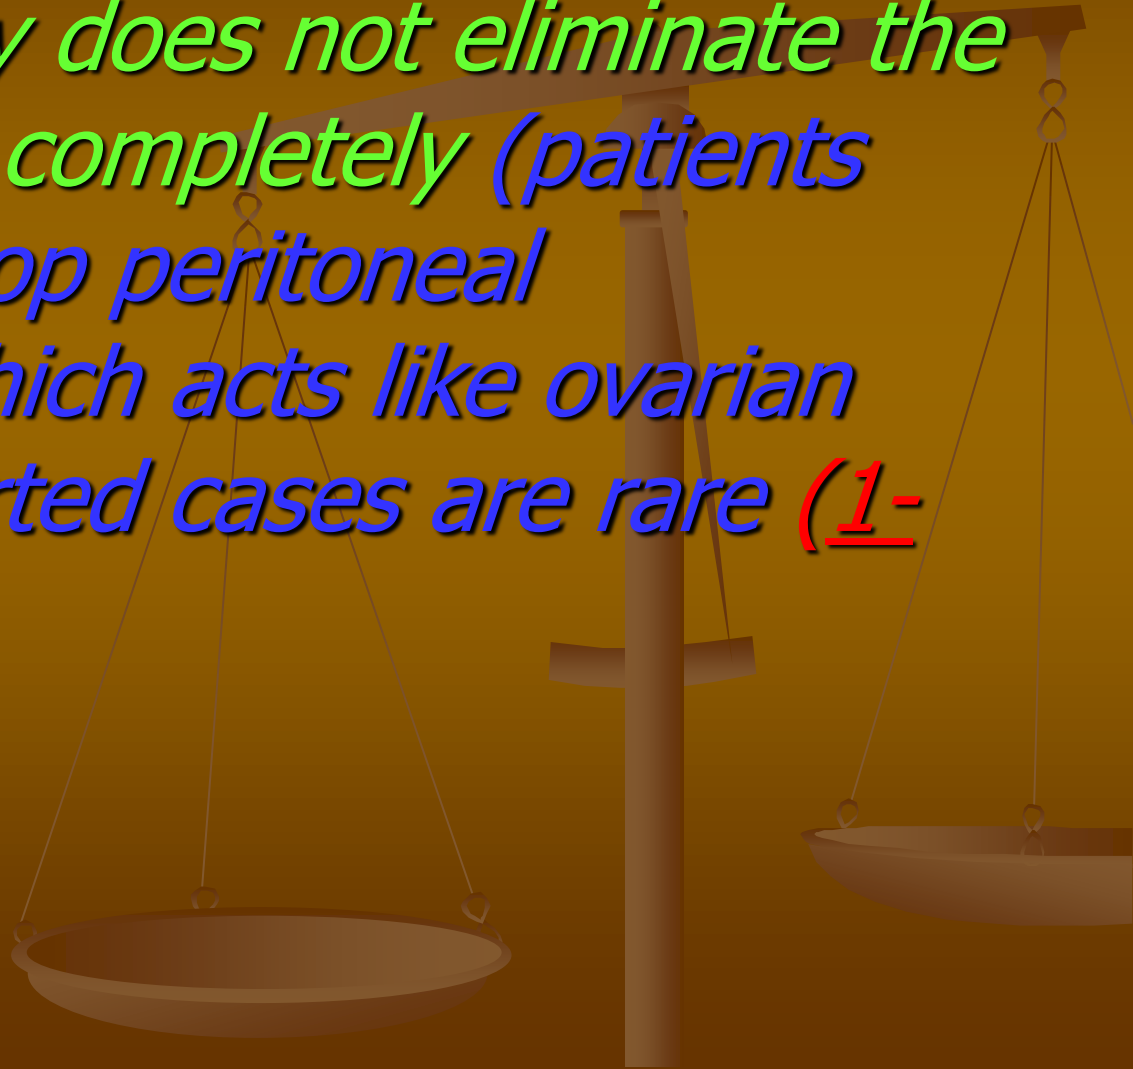 y does not eliminate the
completely (patients
op peritoneal
hich acts like ovarian
rted cases are rare (1-